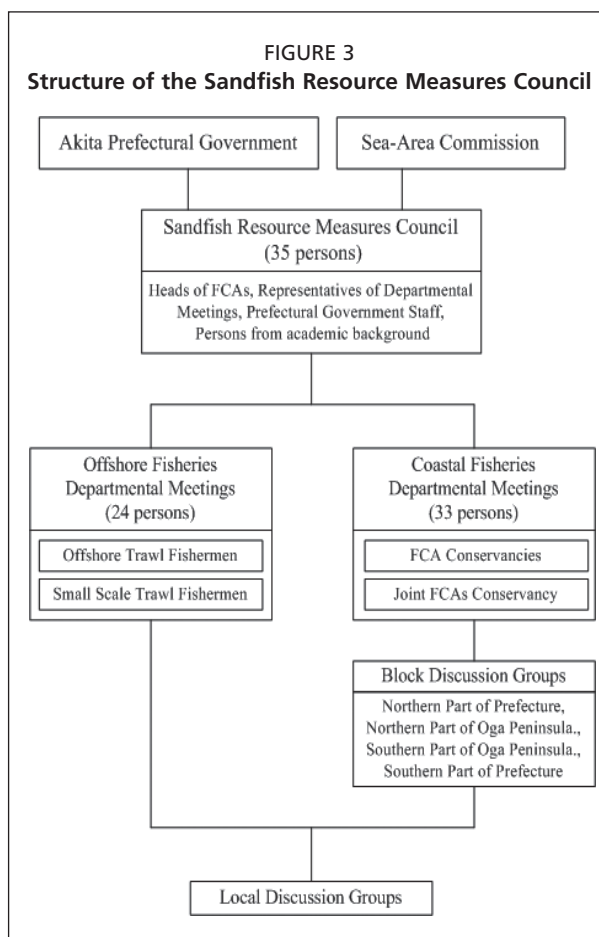 FIGURE 3
Structure of the Sandfish Resource Measures Council
Akita Prefectural Government
Sea-Area Commission
Sandfish Resource Measures Council
(35 persons)
Heads of FCAs, Representatives of Departmental
Meetings, Prefectural Government Staff,
Persons from academic background
Offshore Fisheries
Departmental Meetings
(24 persons)
Offshore Trawl Fishermen
Small Scale Trawl Fishermen
Coastal Fisheries
Departmental Meetings
(33 persons)
FCA Conservancies
Joint FCAs Conservancy
Block Discussion Groups
Northern Part of Prefecture,
Northern Part of Oga Peninsula.,
Southern Part of Oga Peninsula.,
Southern Part of Prefecture
Local Discussion Groups